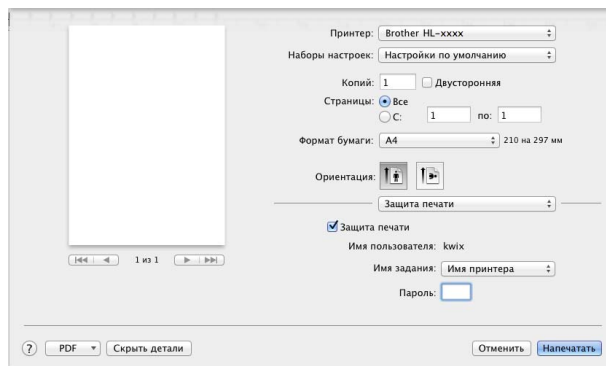 Принтер: Brother HL-xxxx
Наборы настроек: Настройки по умолчанию
Копий: 1 Двусторонняя
Страницы: Все
С: 1 по: 1
Формат бумаги: A4 210 на 297 мм
Ориентация:
Защита печати
Защита печати
Имя пользователя: kwix
Имя задания: Имя принтера
Пароль:
1 из 1
? PDF Скрыть детали Отменить Напечатать